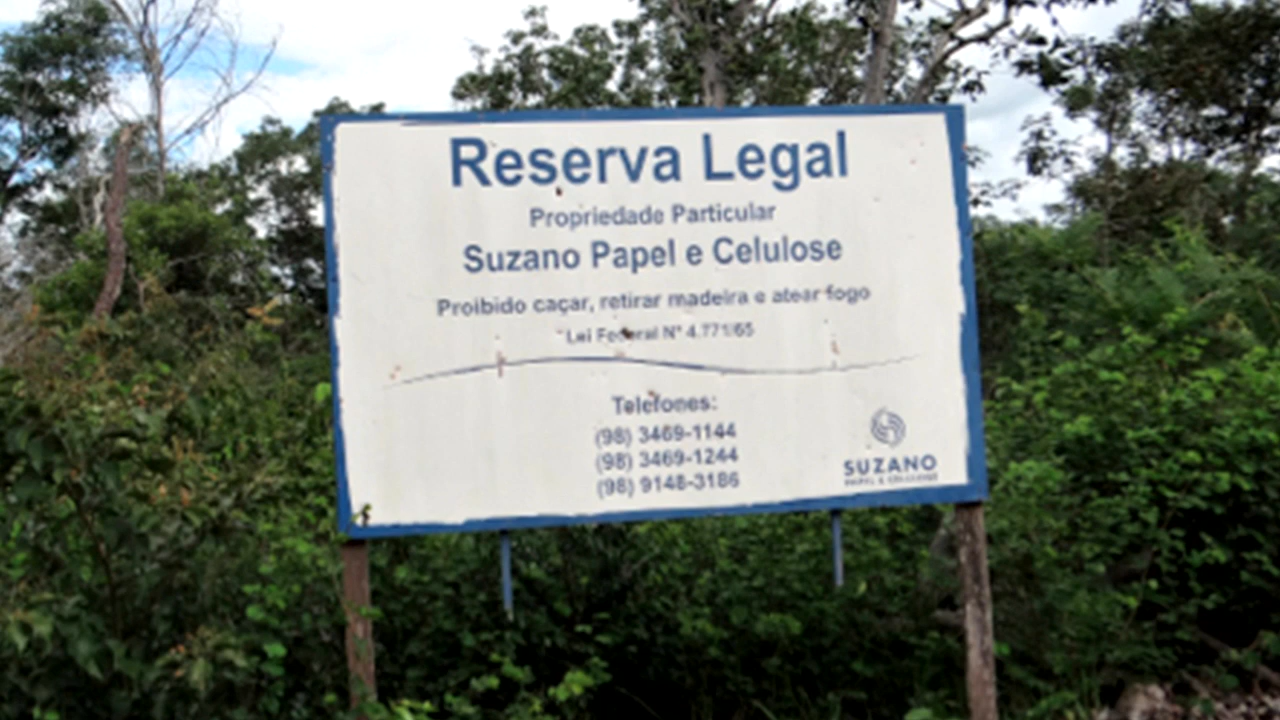 Reserva Legal
Propriedade Particular
Suzano Papel e Celulose
Proibido caçar, retirar madeira e atear fogo
Lei Federal N° 4.771/65
Telefones:
(98) 3469-1144
(98) 3469-1244
(98) 9148-3186
SUZANO
PAPEL E CELULOSE